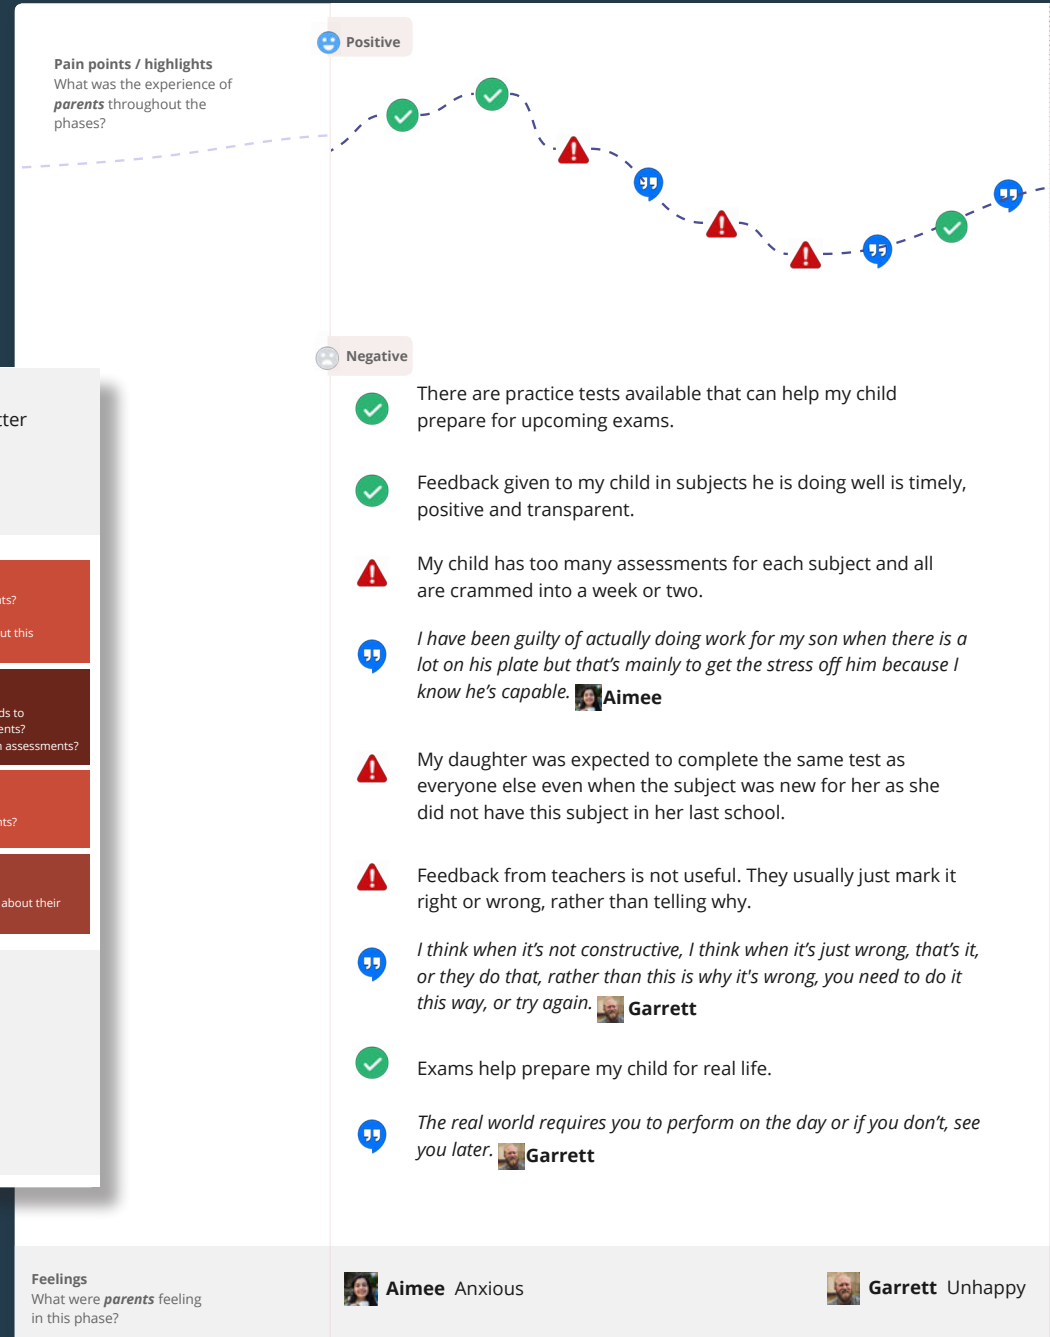 Positive
Pain points / highlights
What was the experience of
parents throughout the
phases?
Negative
There are practice tests available that can help my child
prepare for upcoming exams.
Feedback given to my child in subjects he is doing well is timely,
positive and transparent.
My child has too many assessments for each subject and all
are crammed into a week or two.
I have been guilty of actually doing work for my son when there is a
lot on his plate but that's mainly to get the stress off him because I
know he's capable. Aimee
My daughter was expected to complete the same test as
everyone else even when the subject was new for her as she
did not have this subject in her last school.
Feedback from teachers is not useful. They usually just mark it
right or wrong, rather than telling why.
I think when it's not constructive, I think when it's just wrong, that's it,
or they do that, rather than this is why it's wrong, you need to do it
this way, or try again. Garrett
Exams help prepare my child for real life.
The real world requires you to perform on the day or if you don't, see
you later. Garrett
assessments?
about their
Feelings
What were parents feeling
in this phase?
Aimee Anxious
Garrett Unhappy